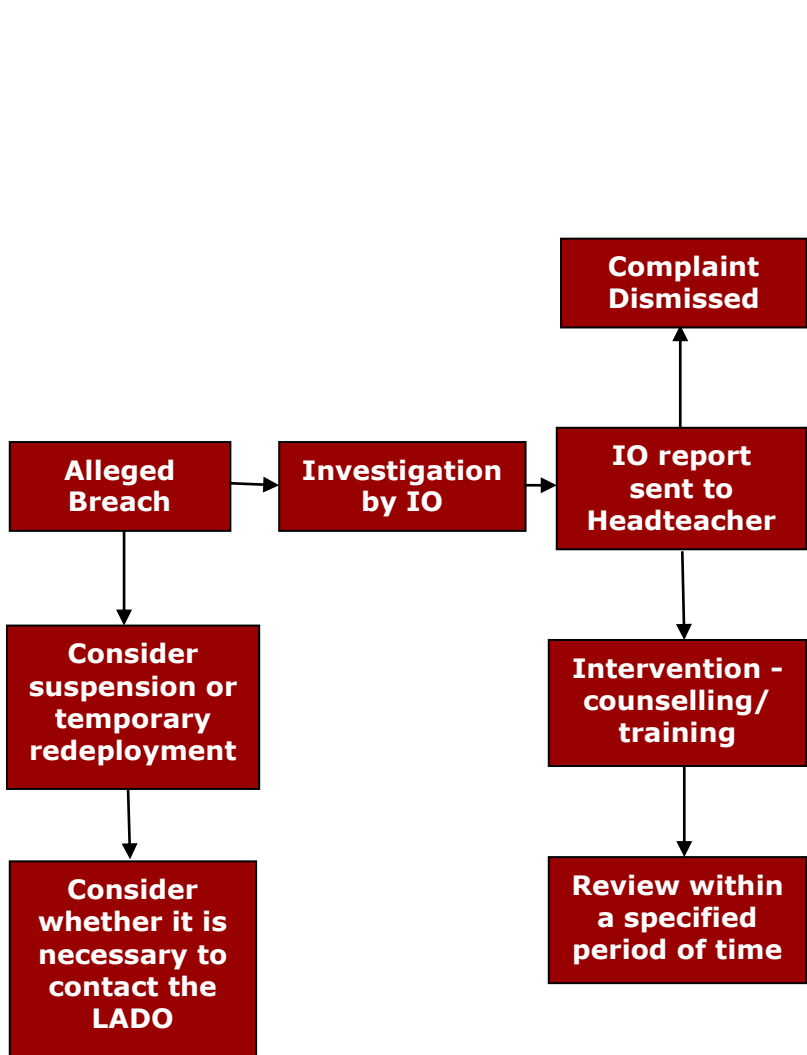 Complaint
Dismissed
Alleged
Breach
Investigation
by IO
IO report
sent to
Headteacher
Consider
suspension or
temporary
redeployment
Intervention -
counselling/
training
Consider
whether it is
necessary to
contact the
LADO
Review within
a specified
period of time